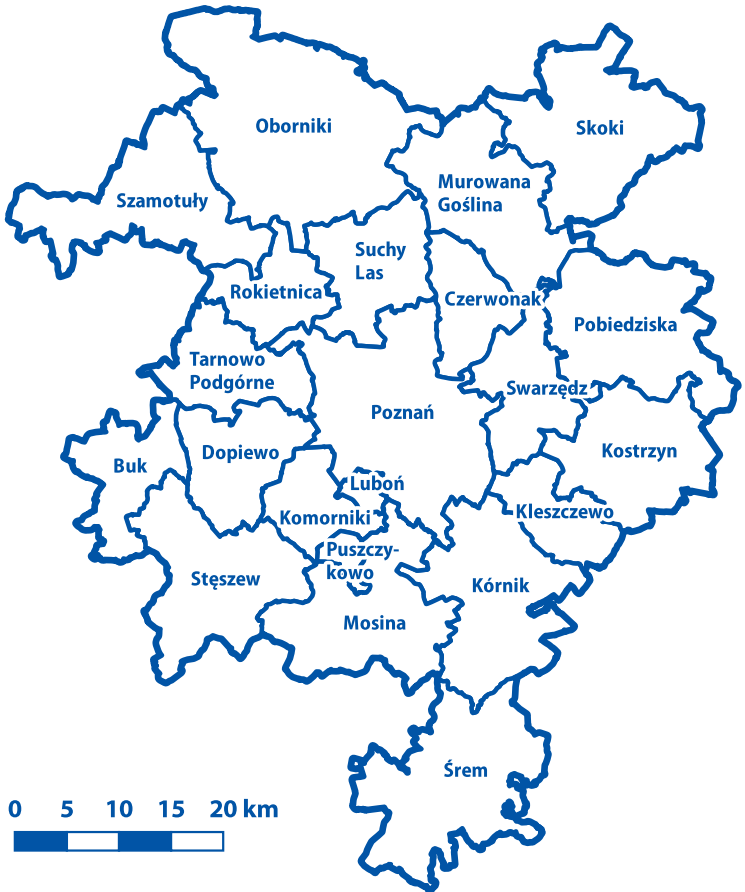 Oborniki
Skoki
Szamotuły
Murowana
Goślina
Suchy
Las
Rokietnica
Czerwonak
Pobiedziska
Tarnowo
Podgórne
Swarzędz
Poznań
Buk
Dopiewo
Kostrzyn
Luboń
Komorniki
Kleszczewo
Puszczy-
kowo
Stęszew
Kórnik
Mosina
Śrem
0 5 10 15 20 km